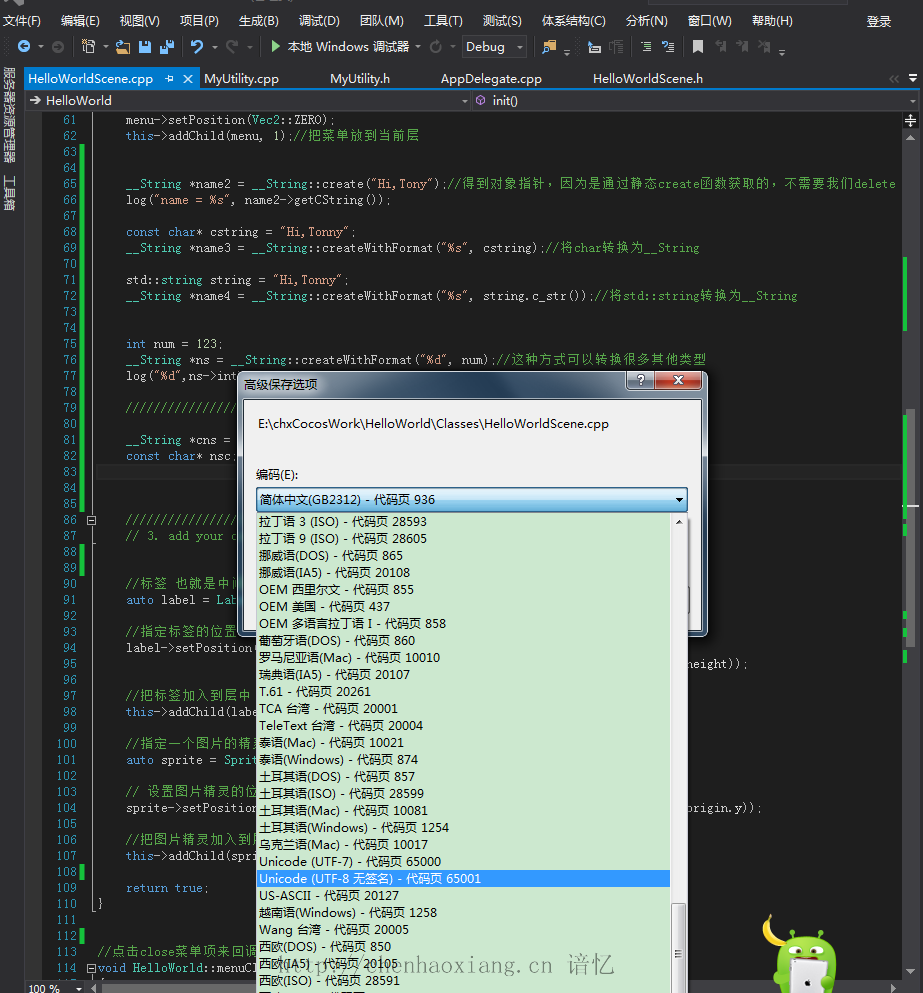 文件(F) 编辑(E) 视图(V) 项目(P) 生成(B) 调试(D) 团队(M) 工具(T) 测试(S) 体系结构(C) 分析(N) 窗口(W) 帮助(H) 登录
本地 Windows 调试器 Debug
HelloWorldScene.cpp MyUtility.cpp MyUtility.h AppDelegate.cpp HelloWorldScene.h
HelloWorld init()
服务器资源管理器
工具箱
61 menu->setPosition(Vec2::ZERO);
62 this->addChild(menu, 1);//把菜单放到当前层
63
64
65 __String *name2 = __String::create("Hi,Tony");//得到对象指针，因为是通过静态create函数获取的，不需要我们delete
66 log("name = %s", name2->getCString());
67
68 const char* cstring = "Hi,Tonny";
69 __String *name3 = __String::createWithFormat("%s", cstring);//将char转换为__String
70
71 std::string string = "Hi,Tonny";
72 __String *name4 = __String::createWithFormat("%s", string.c_str());//将std::string转换为__String
73
74
75 int num = 123;
76 __String *ns = __String::createWithFormat("%d", num);//这种方式可以转换很多其他类型
77 log("%d",ns->int
78
79 ////////////////
80
81 __String *cns =
82 const char* nsc;
83
84
85
86 ////////////////
87 // 3. add your
88
89
90 //标签 也就是中
91 auto label = Lab
92
93 //指定标签的位置
94 label->setPosition(
95 height));
96
97 //把标签加入到层中
98 this->addChild(labe
99
100 //指定一个图片的精
101 auto sprite = Sprit
102
103 // 设置图片精灵的位
104 sprite->setPosition origin.y));
105
106 //把图片精灵加入到
107 this->addChild(spri
108
109 return true;
110 }
111
112
113 //点击close菜单项来回调
114 void HelloWorld::menuCl
100 %
高级保存选项
E:\chxCocosWork\HelloWorld\Classes\HelloWorldScene.cpp
编码(E):
简体中文(GB2312) - 代码页 936
拉丁语 3 (ISO) - 代码页 28593
拉丁语 9 (ISO) - 代码页 28605
挪威语(DOS) - 代码页 865
挪威语(IA5) - 代码页 20108
OEM 西里尔文 - 代码页 855
OEM 美国 - 代码页 437
OEM 多语言拉丁语 I - 代码页 858
葡萄牙语(DOS) - 代码页 860
罗马尼亚语(Mac) - 代码页 10010
瑞典语(IA5) - 代码页 20107
T.61 - 代码页 20261
TCA 台湾 - 代码页 20001
TeleText 台湾 - 代码页 20004
泰语(Mac) - 代码页 10021
泰语(Windows) - 代码页 874
土耳其语(DOS) - 代码页 857
土耳其语(ISO) - 代码页 28599
土耳其语(Mac) - 代码页 10081
土耳其语(Windows) - 代码页 1254
乌克兰语(Mac) - 代码页 10017
Unicode (UTF-7) - 代码页 65000
Unicode (UTF-8 无签名) - 代码页 65001
US-ASCII - 代码页 20127
越南语(Windows) - 代码页 1258
Wang 台湾 - 代码页 20005
西欧(DOS) - 代码页 850
西欧(IA5) - 代码页 20105
西欧(ISO) - 代码页 28591
http://chenhaoxiang.cn 谙忆